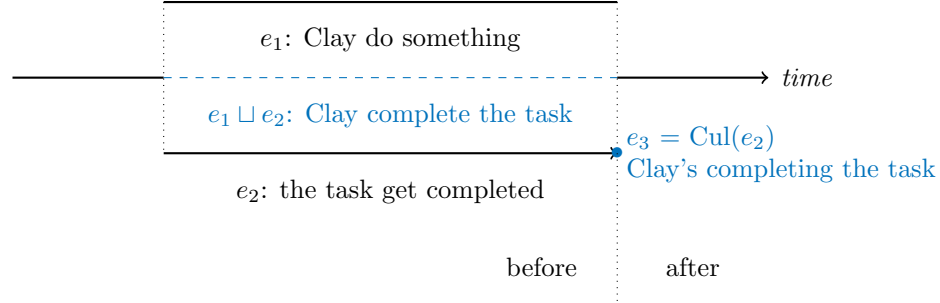 e₁: Clay do something
time
e₁ ⊔ e₂: Clay complete the task
e₃ = Cul(e₂)
Clay's completing the task
e₂: the task get completed
before
after